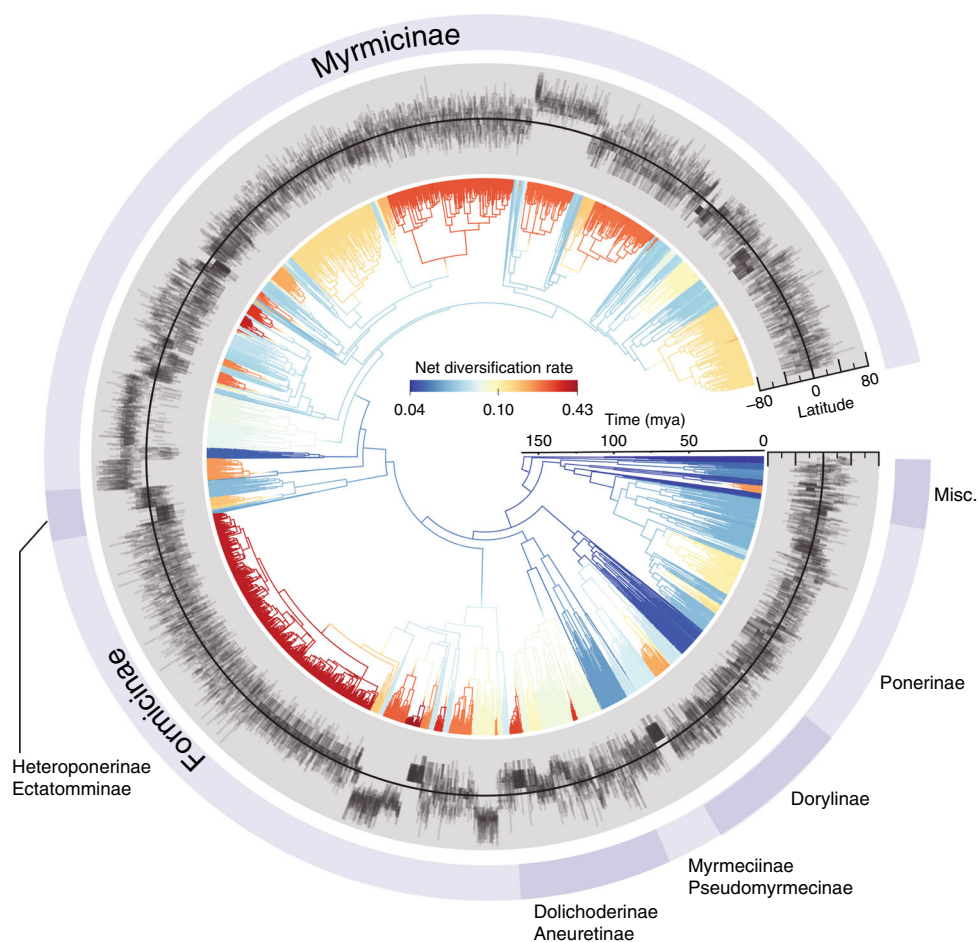 Myrmicinae
Net diversification rate
0.04 0.10 0.43
Time (mya)
150 100 50 0
−80 0 80
Latitude
Misc.
Ponerinae
Dorylinae
Myrmeciinae
Pseudomyrmecinae
Dolichoderinae
Aneuretinae
Formicinae
Heteroponerinae
Ectatomminae